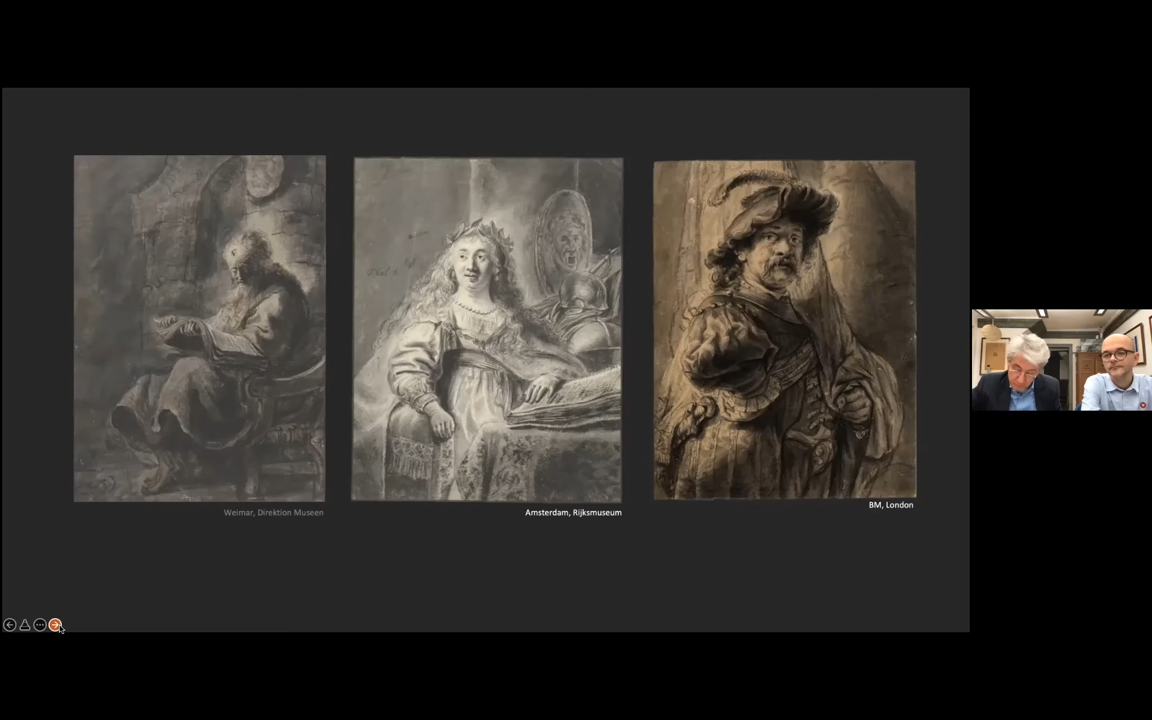 Weimar, Direktion Museen
Amsterdam, Rijksmuseum
BM, London